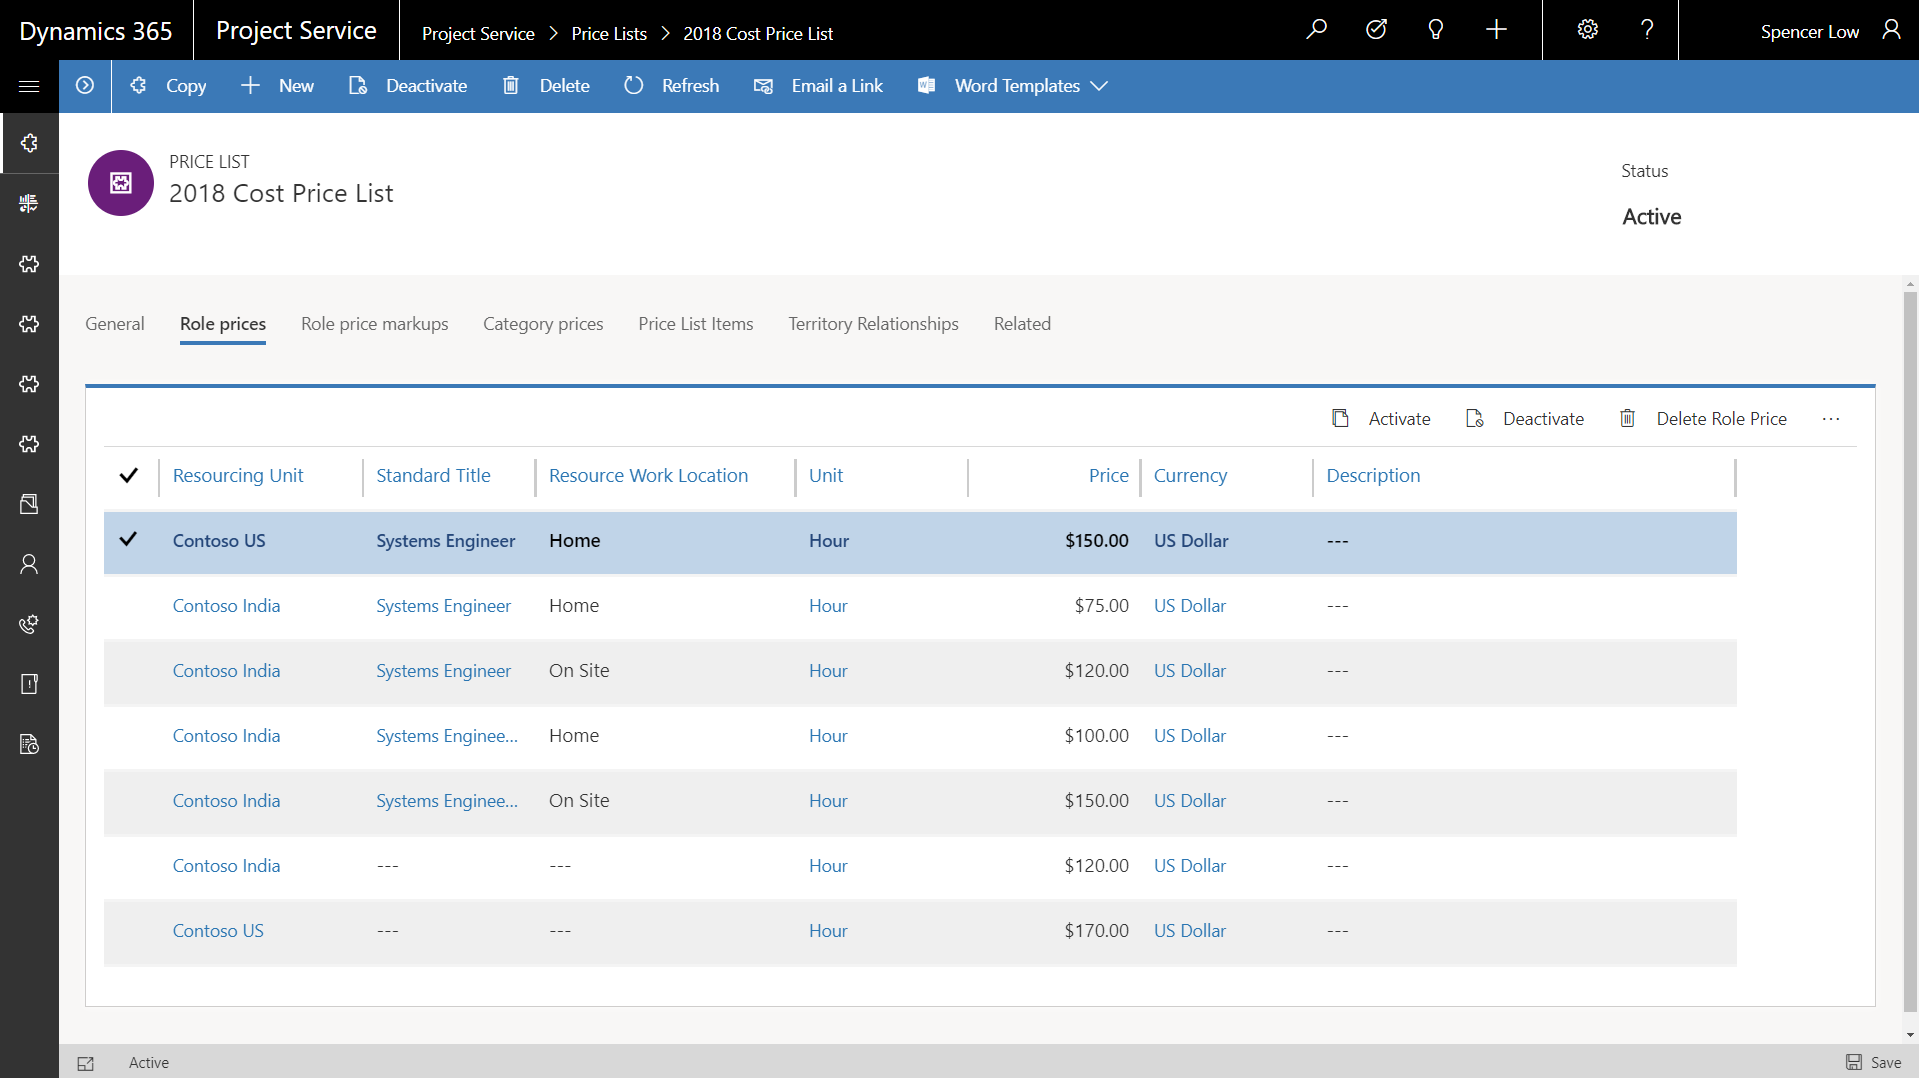 Dynamics 365 Project Service Project Service > Price Lists > 2018 Cost Price List ? Spencer Low
Copy New Deactivate Delete Refresh Email a Link Word Templates
PRICE LIST
2018 Cost Price List
Status
Active
General Role prices Role price markups Category prices Price List Items Territory Relationships Related
Activate Deactivate Delete Role Price ...
Resourcing Unit Standard Title Resource Work Location Unit Price Currency Description
Contoso US Systems Engineer Home Hour $150.00 US Dollar ---
Contoso India Systems Engineer Home Hour $75.00 US Dollar ---
Contoso India Systems Engineer On Site Hour $120.00 US Dollar ---
Contoso India Systems Enginee... Home Hour $100.00 US Dollar ---
Contoso India Systems Enginee... On Site Hour $150.00 US Dollar ---
Contoso India --- --- Hour $120.00 US Dollar ---
Contoso US --- --- Hour $170.00 US Dollar ---
Active Save